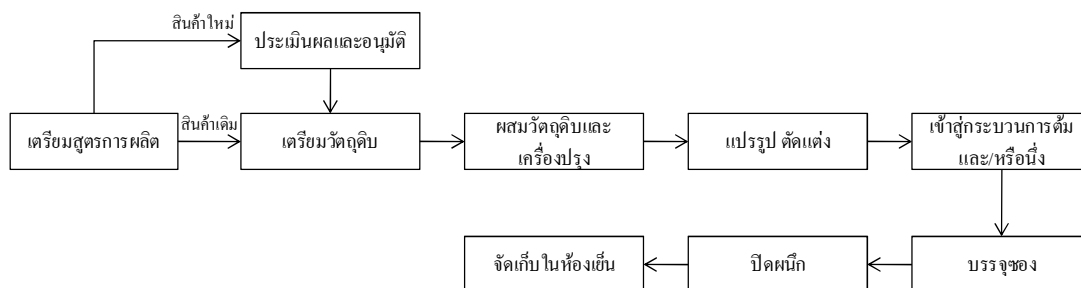 สินค้าใหม่
ประเมินผลและอนุมัติ
เตรียมสูตรการผลิต
สินค้าเดิม
เตรียมวัตถุดิบ
ผสมวัตถุดิบและ
เครื่องปรุง
แปรรูป ตัดแต่ง
เข้าสู่กระบวนการต้ม
และ/หรือนึ่ง
จัดเก็บในห้องเย็น
ปิดผนึก
บรรจุซอง